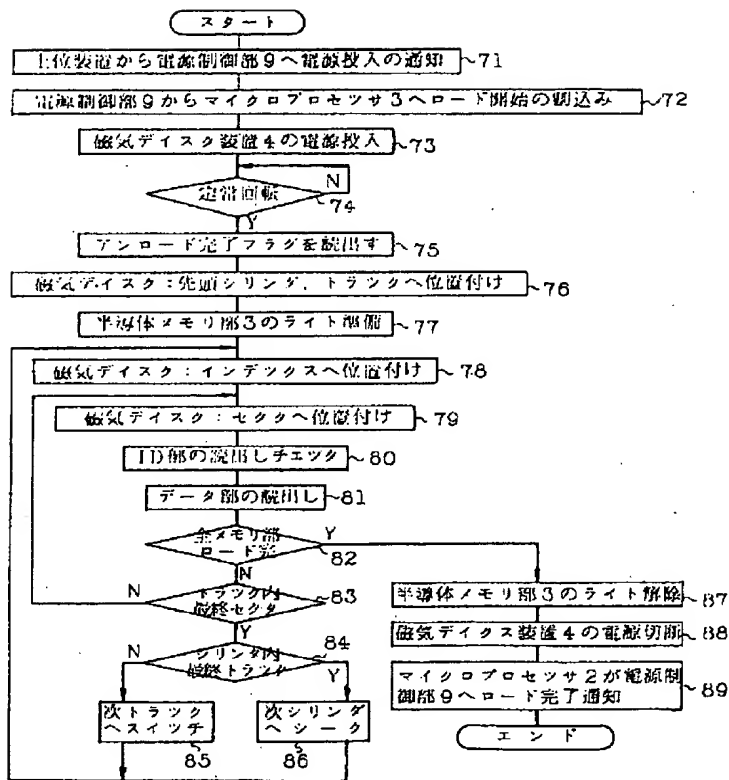 スタート
上位装置から電源制御部9へ電源投入の通知
71
電源制御部9からマイクロプロセツサ3へロード開始の割込み
72
磁気ディスク装置4の電源投入
73
N
定常回転
74
Y
アンロード完了フラグを読出す
75
磁気ディスク:先頭シリンダ,トラックへ位置付け
76
半導体メモリ部3のライト準備
77
磁気ディスク:インデックスへ位置付け
78
磁気ディスク:セクタへ位置付け
79
ID部の読出しチェック
80
データ部の読出し
81
全メモリ部
ロード完
Y
82
N
N
トラック内
最終セクタ
83
Y
N
シリンダ内
最終トラック
84
Y
次トラック
へスイッチ
85
次シリンダ
へシーク
86
半導体メモリ部3のライト解除
87
磁気デイクス装置4の電源切断
88
マイクロプロセツサ2が電源制
御部9へロード完了通知
89
エンド